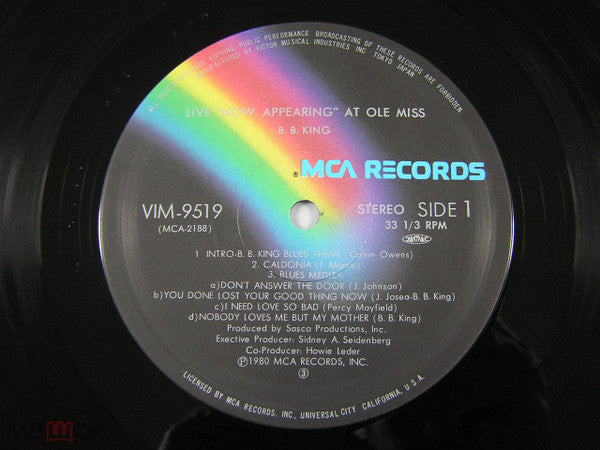 ALL RIGHTS RESERVED. UNAUTHORIZED COPYING, PUBLIC PERFORMANCE BROADCASTING OF THESE RECORDS ARE FORBIDDEN.
MANUFACTURED BY VICTOR MUSICAL INDUSTRIES INC TOKYO JAPAN
LIVE "NOW APPEARING" AT OLE MISS
B. B. KING
MCA RECORDS
®
VIM-9519
(MCA-2188)
STEREO SIDE 1
33 1/3 RPM
1 INTRO-B. B. KING BLUES THEME (Calvin Owens)
2. CALDONIA (F. Moore)
3. BLUES MEDLEY
a)DON'T ANSWER THE DOOR (J. Johnson)
b)YOU DONE LOST YOUR GOOD THING NOW (J. Josea-B. B. King)
c)I NEED LOVE SO BAD (Percy Mayfield)
d)NOBODY LOVES ME BUT MY MOTHER (B. B. King)
Produced by Sasco Productions, Inc.
Exective Producer: Sidney A. Seidenberg
Co-Producer: Howie Leder
Ⓟ1980 MCA RECORDS, INC.
③
LICENSED BY MCA RECORDS, INC., UNIVERSAL CITY, CALIFORNIA, U.S.A.